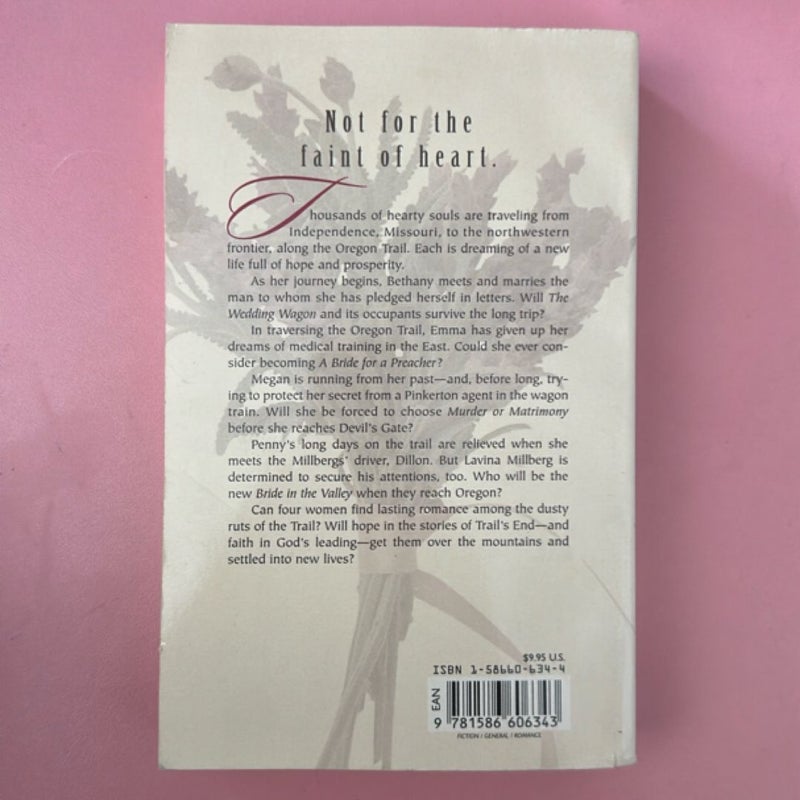 Not for the
faint of heart.
Thousands of hearty souls are traveling from
Independence, Missouri, to the northwestern
frontier, along the Oregon Trail. Each is dreaming of a new
life full of hope and prosperity.
As her journey begins, Bethany meets and marries the
man to whom she has pledged herself in letters. Will The
Wedding Wagon and its occupants survive the long trip?
In traversing the Oregon Trail, Emma has given up her
dreams of medical training in the East. Could she ever con-
sider becoming A Bride for a Preacher?
Megan is running from her past—and, before long, try-
ing to protect her secret from a Pinkerton agent in the wagon
train. Will she be forced to choose Murder or Matrimony
before she reaches Devil's Gate?
Penny's long days on the trail are relieved when she
meets the Millbergs' driver, Dillon. But Lavina Millberg is
determined to secure his attentions, too. Who will be the
new Bride in the Valley when they reach Oregon?
Can four women find lasting romance among the dusty
ruts of the Trail? Will hope in the stories of Trail's End—and
faith in God's leading—get them over the mountains and
settled into new lives?
$9.95 U.S.
ISBN 1-58660-634-4
EAN
9 781586 606343
FICTION / GENERAL / ROMANCE